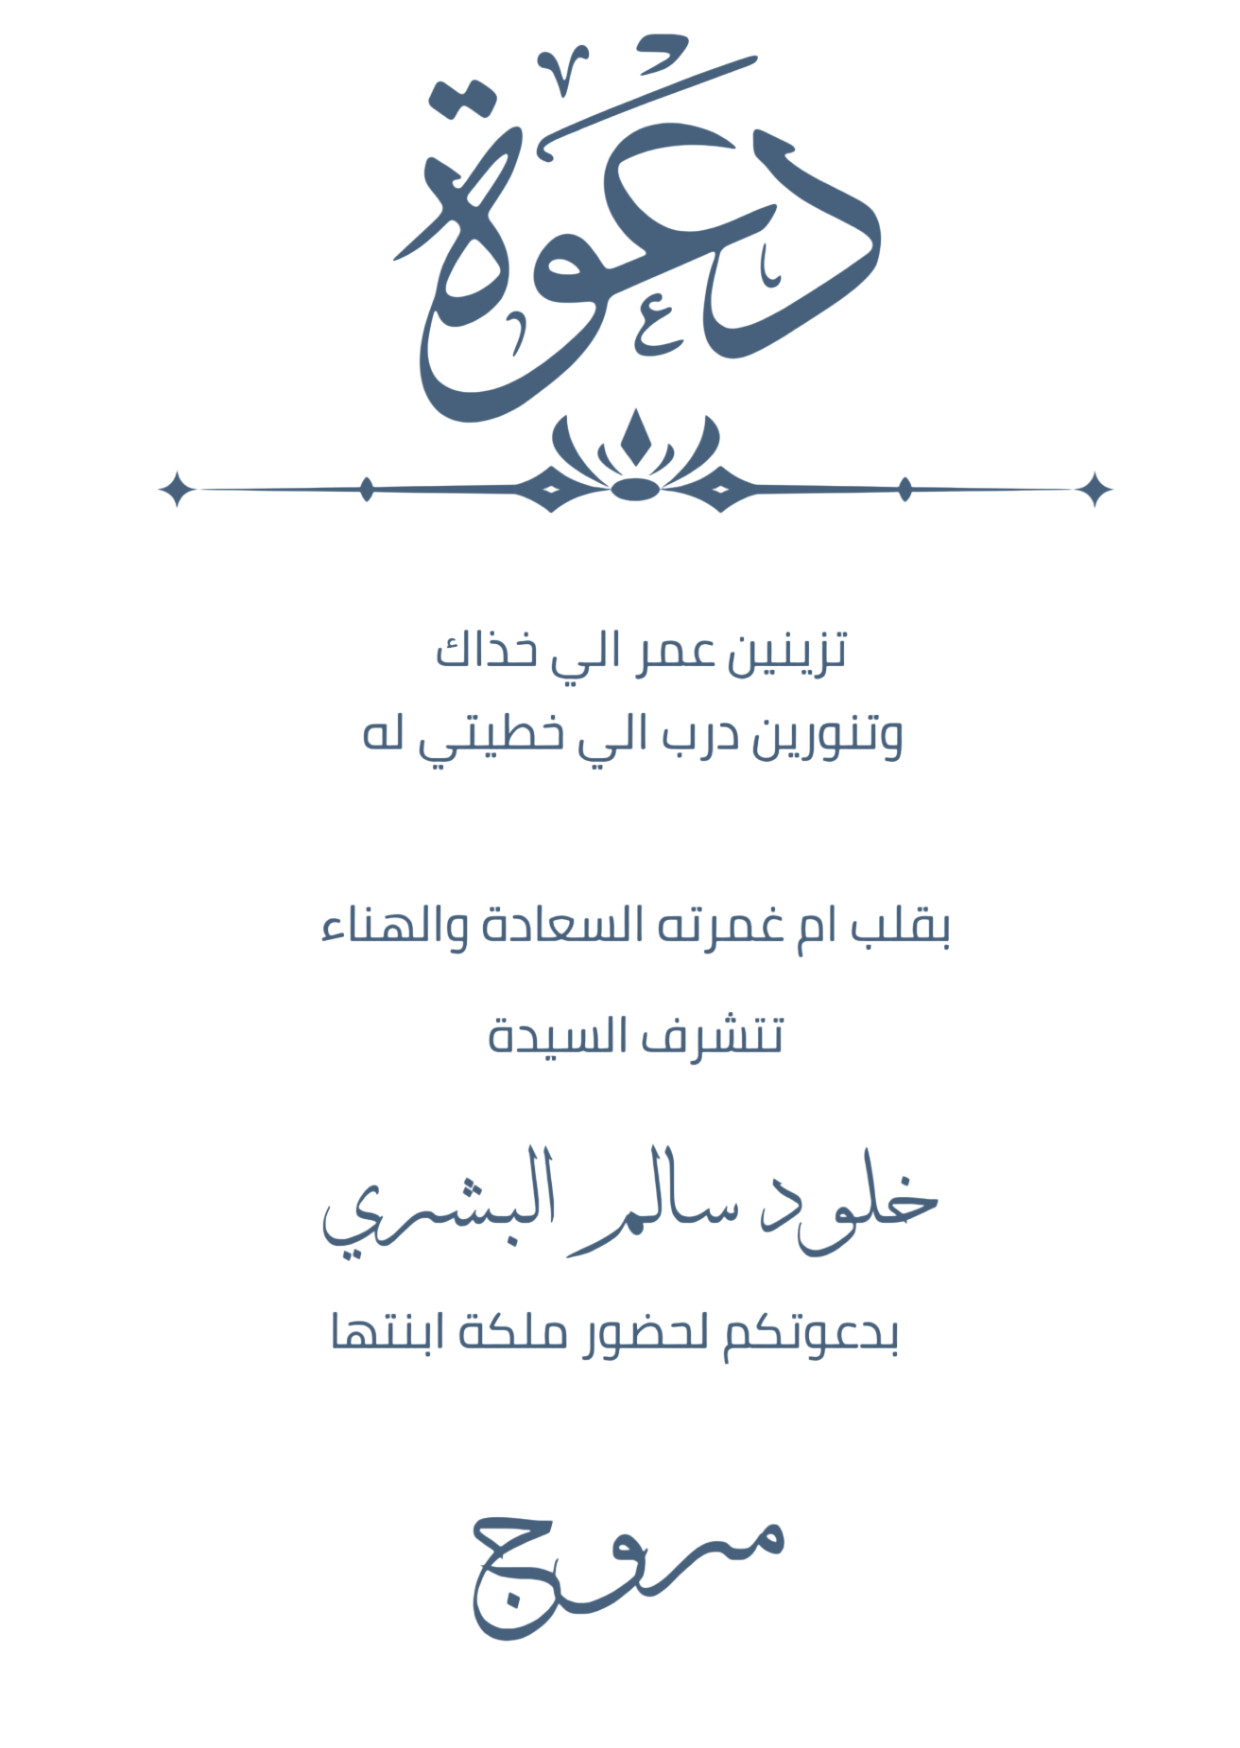 دعوة
تزينين عمر الي خذاك
وتنورين درب الي خطيتي له
بقلب ام غمرته السعادة والهناء
تتشرف السيدة
خلود سالم البشري
بدعوتكم لحضور ملكة ابنتها
مروج